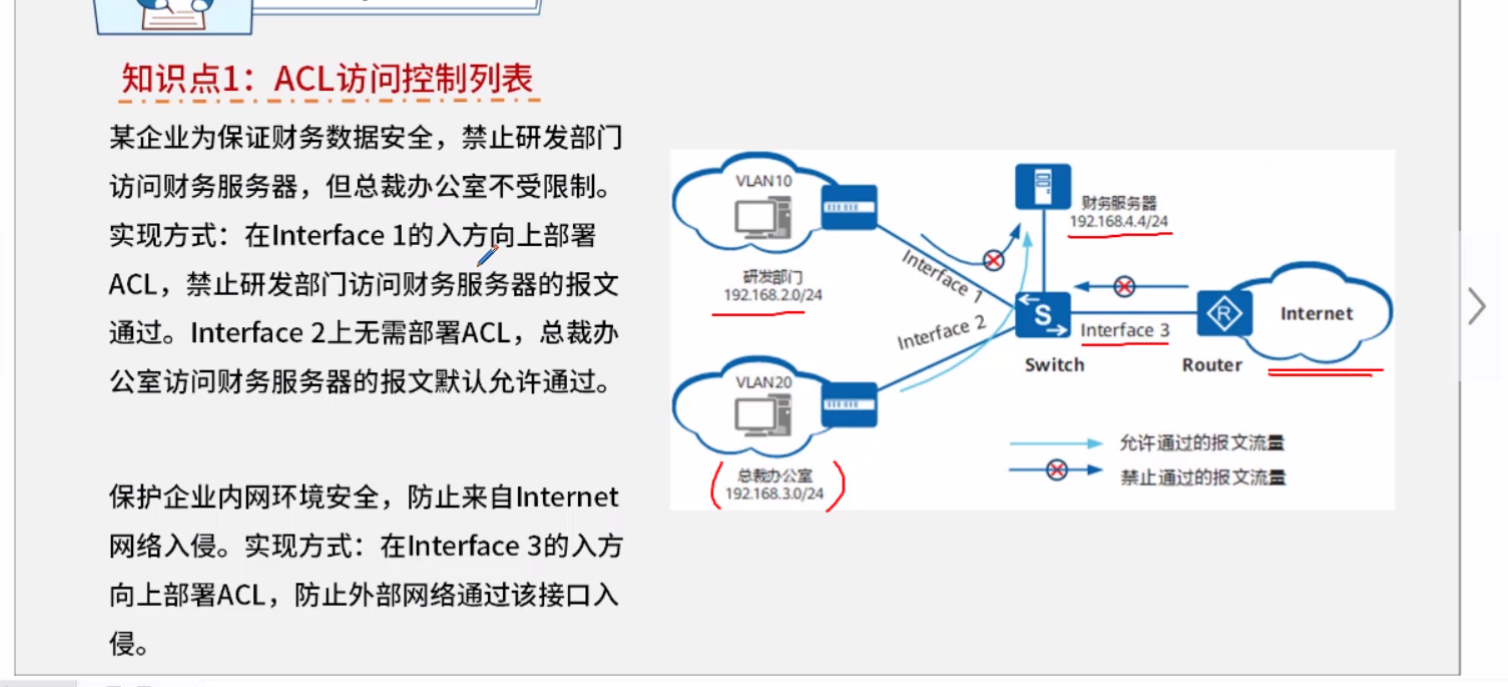 知识点1：ACL访问控制列表
某企业为保证财务数据安全，禁止研发部门
访问财务服务器，但总裁办公室不受限制。
实现方式：在Interface 1的入方向上部署
ACL，禁止研发部门访问财务服务器的报文
通过。Interface 2上无需部署ACL，总裁办
公室访问财务服务器的报文默认允许通过。
保护企业内网环境安全，防止来自Internet
网络入侵。实现方式：在Interface 3的入方
向上部署ACL，防止外部网络通过该接口入
侵。
VLAN10
研发部门
192.168.2.0/24
Interface 1
财务服务器
192.168.4.4/24
Interface 2
S
Switch
Interface 3
R
Router
Internet
VLAN20
总裁办公室
192.168.3.0/24
允许通过的报文流量
禁止通过的报文流量